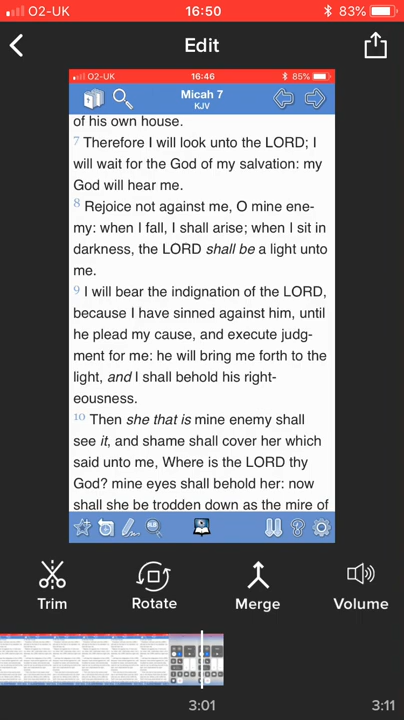 O2-UK 16:50 83%
Edit
O2-UK 16:46 85%
Micah 7
KJV
of his own house.
7 Therefore I will look unto the LORD; I
will wait for the God of my salvation: my
God will hear me.
8 Rejoice not against me, O mine ene-
my: when I fall, I shall arise; when I sit in
darkness, the LORD shall be a light unto
me.
9 I will bear the indignation of the LORD,
because I have sinned against him, until
he plead my cause, and execute judg-
ment for me: he will bring me forth to the
light, and I shall behold his right-
eousness.
10 Then she that is mine enemy shall
see it, and shame shall cover her which
said unto me, Where is the LORD thy
God? mine eyes shall behold her: now
shall she be trodden down as the mire of
Trim Rotate Merge Volume
3:01 3:11